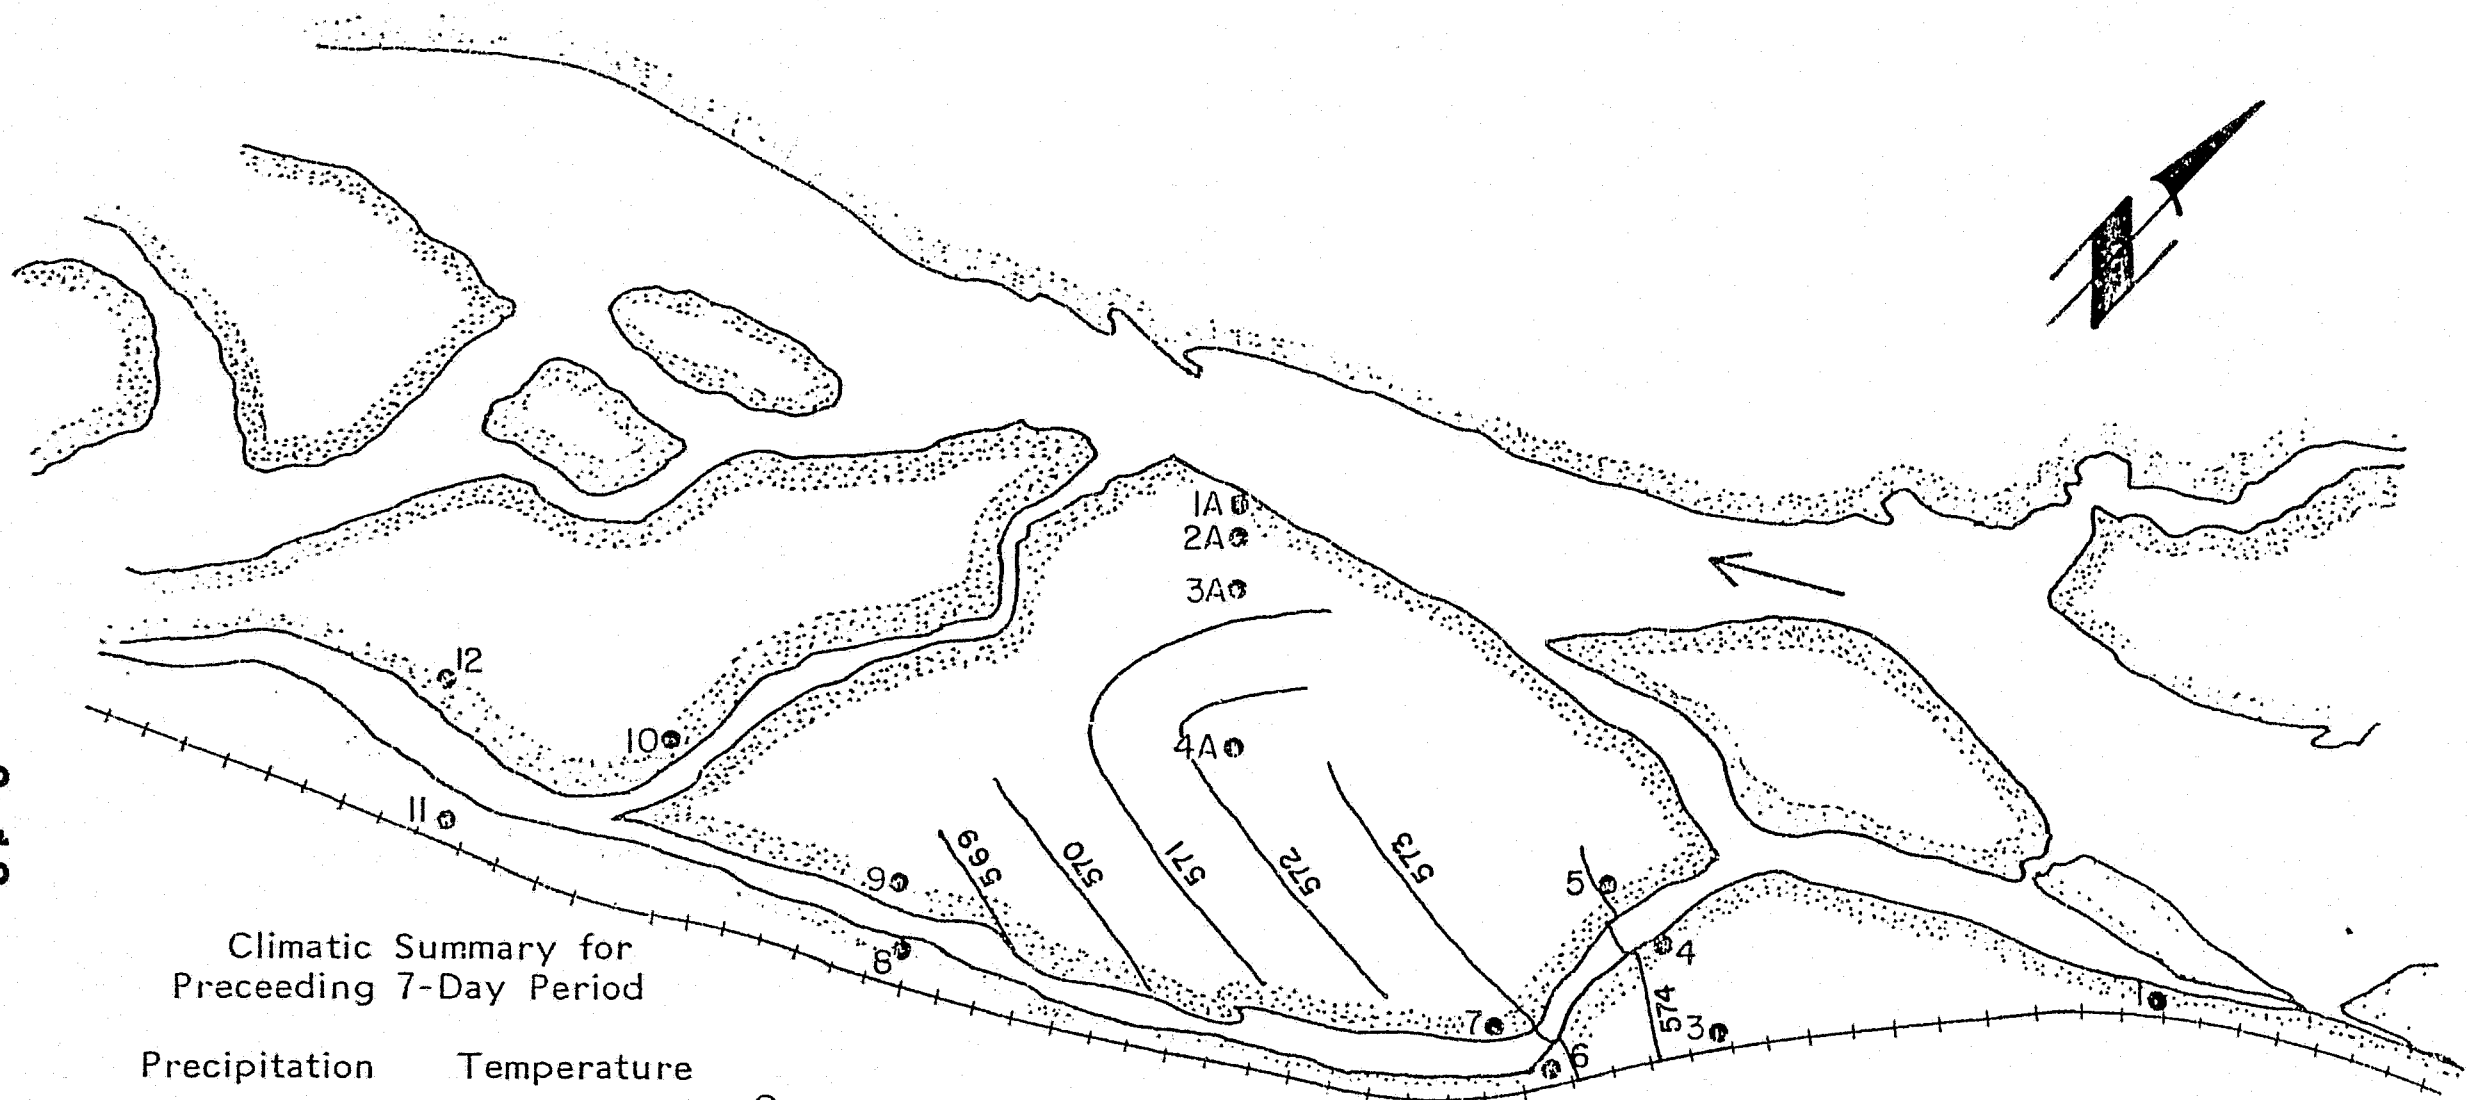 1A
2A
3A
12
10
4A
11
569
570
571
572
573
9
5
4
8
Climatic Summary for
Preceeding 7-Day Period
7
574
3
1
6
Precipitation Temperature